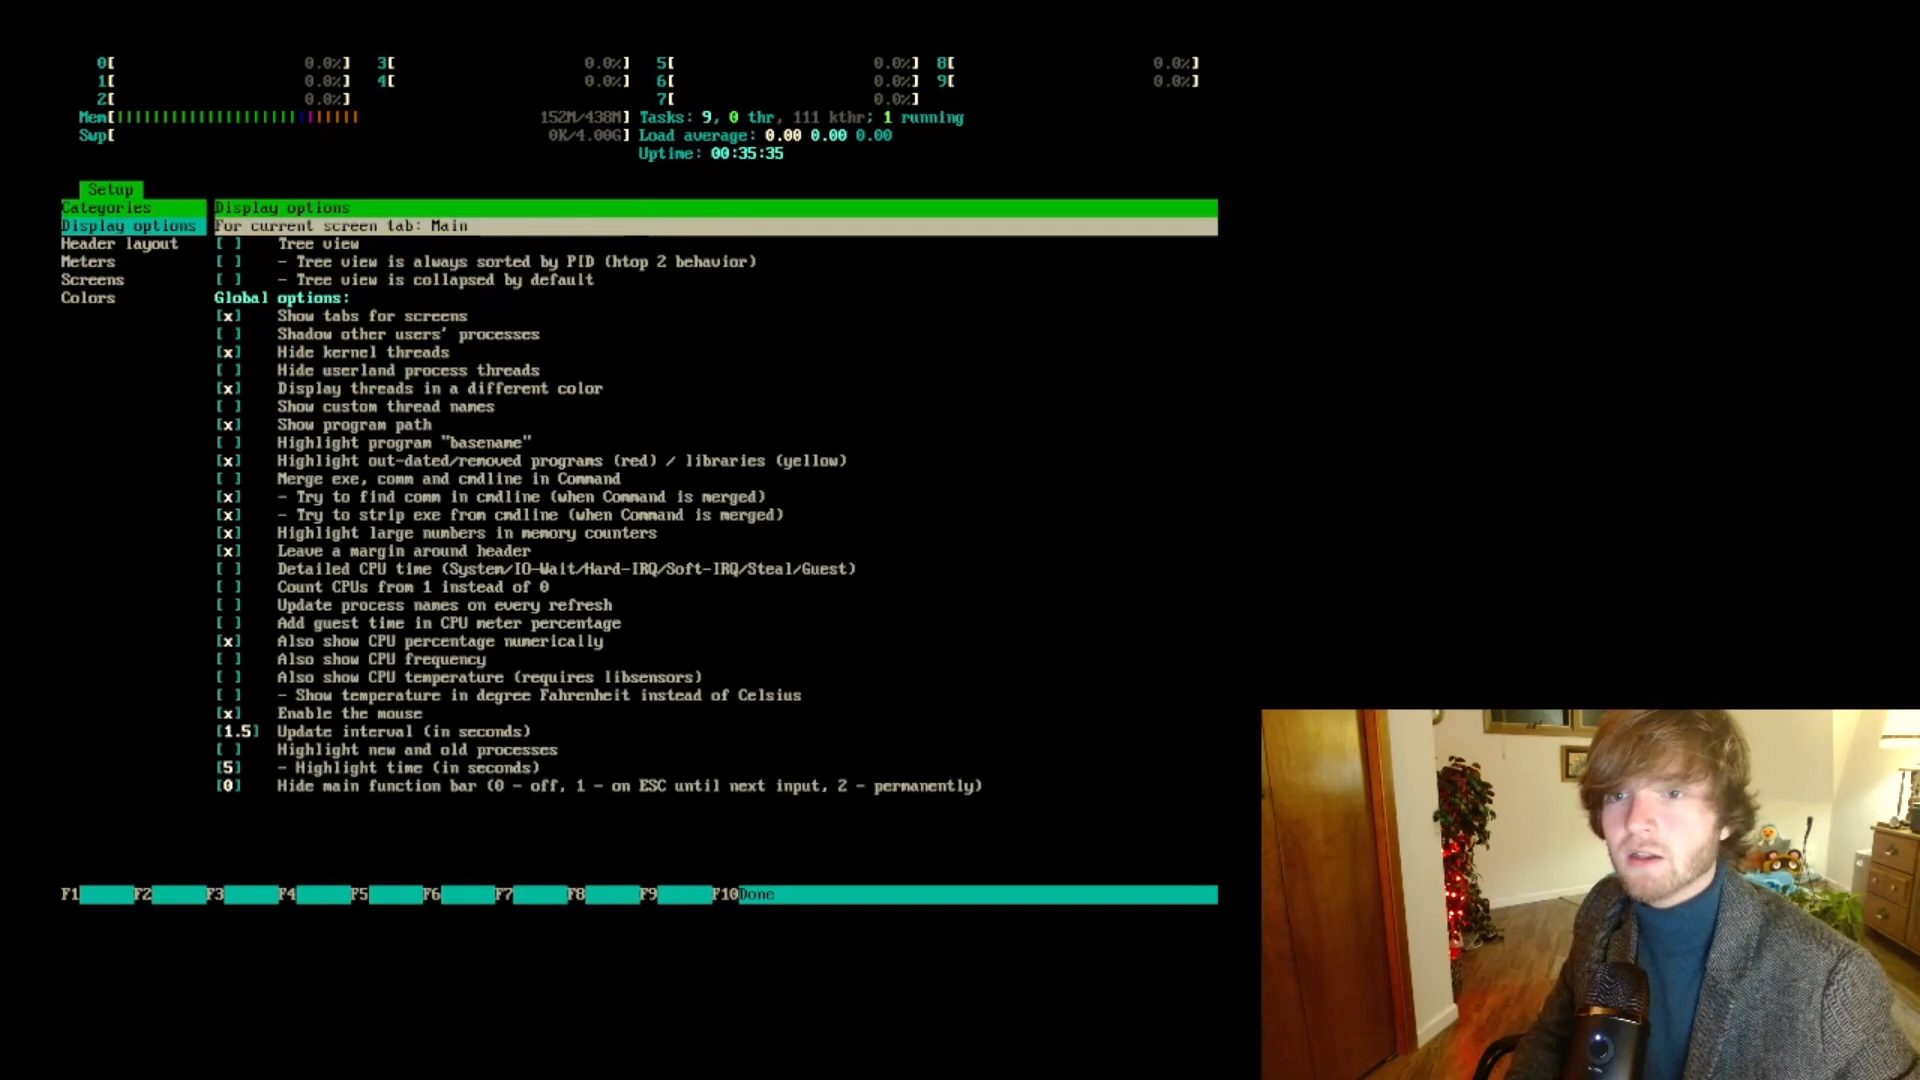 0[ 0.0%] 3[ 0.0%] 5[ 0.0%] 8[ 0.0%]
1[ 0.0%] 4[ 0.0%] 6[ 0.0%] 9[ 0.0%]
2[ 0.0%] 7[ 0.0%]
Mem[|||||||||||||||||||||||||||152M/438M] Tasks: 9, 0 thr, 111 kthr; 1 running
Swp[ 0K/4.00G] Load average: 0.00 0.00 0.00
Uptime: 00:35:35
Setup
Categories Display options
Display options For current screen tab: Main
Header layout [ ] Tree view
Meters [ ] - Tree view is always sorted by PID (htop 2 behavior)
Screens [ ] - Tree view is collapsed by default
Colors Global options:
[x] Show tabs for screens
[ ] Shadow other users' processes
[x] Hide kernel threads
[ ] Hide userland process threads
[x] Display threads in a different color
[ ] Show custom thread names
[x] Show program path
[ ] Highlight program "basename"
[x] Highlight out-dated/removed programs (red) / libraries (yellow)
[ ] Merge exe, comm and cmdline in Command
[x] - Try to find comm in cmdline (when Command is merged)
[x] - Try to strip exe from cmdline (when Command is merged)
[x] Highlight large numbers in memory counters
[x] Leave a margin around header
[ ] Detailed CPU time (System/IO-Wait/Hard-IRQ/Soft-IRQ/Steal/Guest)
[ ] Count CPUs from 1 instead of 0
[ ] Update process names on every refresh
[ ] Add guest time in CPU meter percentage
[x] Also show CPU percentage numerically
[ ] Also show CPU frequency
[ ] Also show CPU temperature (requires libsensors)
[ ] - Show temperature in degree Fahrenheit instead of Celsius
[x] Enable the mouse
[1.5] Update interval (in seconds)
[ ] Highlight new and old processes
[5] - Highlight time (in seconds)
[0] Hide main function bar (0 - off, 1 - on ESC until next input, 2 - permanently)
F1 F2 F3 F4 F5 F6 F7 F8 F9 F10Done